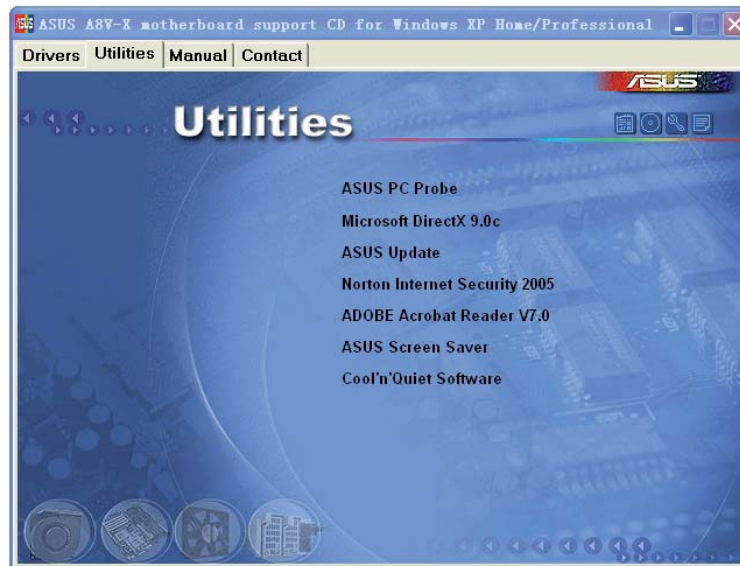 ASUS A8V-X motherboard support CD for Windows XP Home/Professional
Drivers Utilities Manual Contact
ASUS
Utilities
ASUS PC Probe
Microsoft DirectX 9.0c
ASUS Update
Norton Internet Security 2005
ADOBE Acrobat Reader V7.0
ASUS Screen Saver
Cool'n'Quiet Software